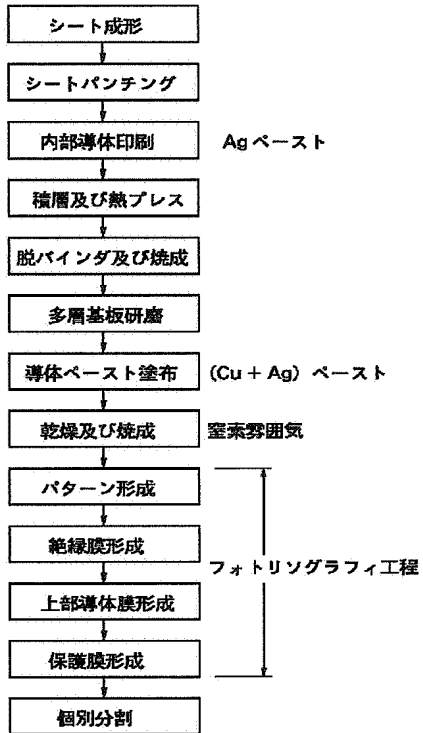 シート成形
シートパンチング
内部導体印刷 Agペースト
積層及び熱プレス
脱バインダ及び焼成
多層基板研磨
導体ペースト塗布 (Cu + Ag) ペースト
乾燥及び焼成 窒素雰囲気
パターン形成
絶縁膜形成
フォトリソグラフィ工程
上部導体膜形成
保護膜形成
個別分割